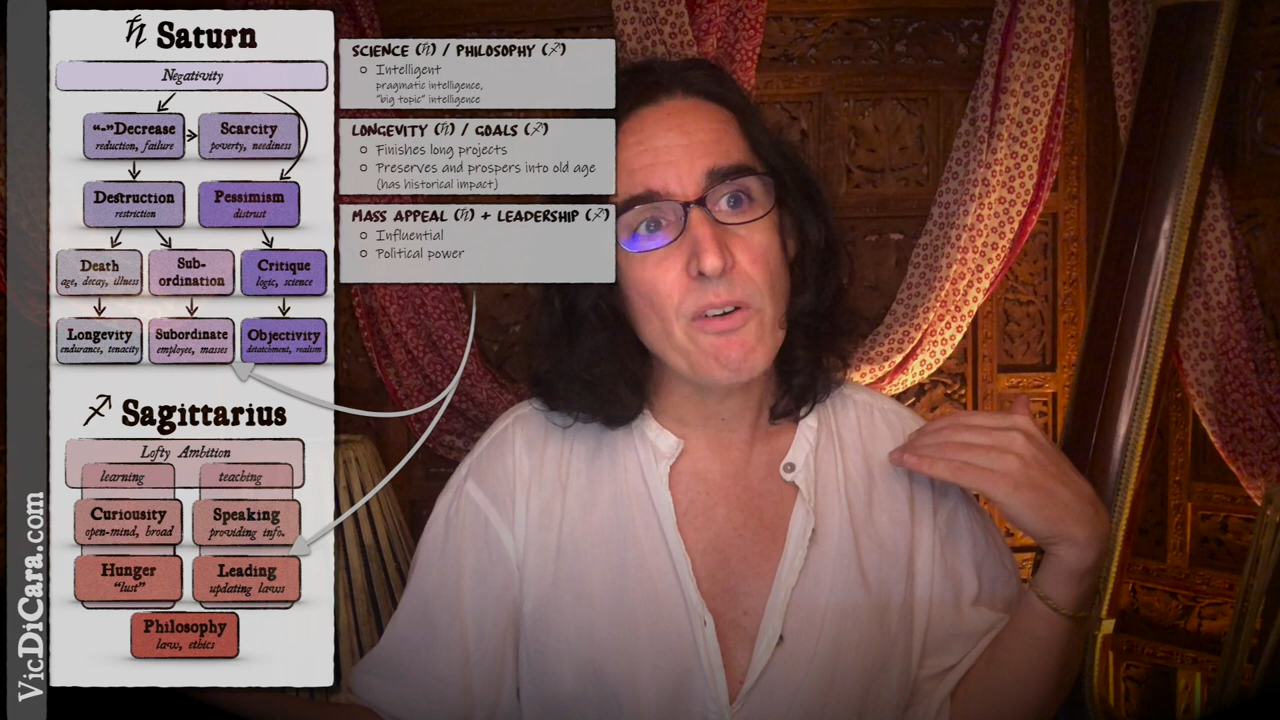 ♄ Saturn
Negativity
“-”Decrease
reduction, failure
Scarcity
poverty, neediness
Destruction
restriction
Pessimism
distrust
Death
age, decay, illness
Sub-
ordination
Critique
logic, science
Longevity
endurance, tenacity
Subordinate
employee, masses
Objectivity
detatchment, realism
♐ Sagittarius
Lofty Ambition
learning
teaching
Curiousity
open-mind, broad
Speaking
providing info.
Hunger
“lust”
Leading
updating laws
Philosophy
law, ethics
SCIENCE (♄) / PHILOSOPHY (♐)
Intelligent
pragmatic intelligence,
"big topic" intelligence
LONGEVITY (♄) / GOALS (♐)
Finishes long projects
Preserves and prospers into old age
(has historical impact)
MASS APPEAL (♄) + LEADERSHIP (♐)
Influential
Political power
VicDiCara.com